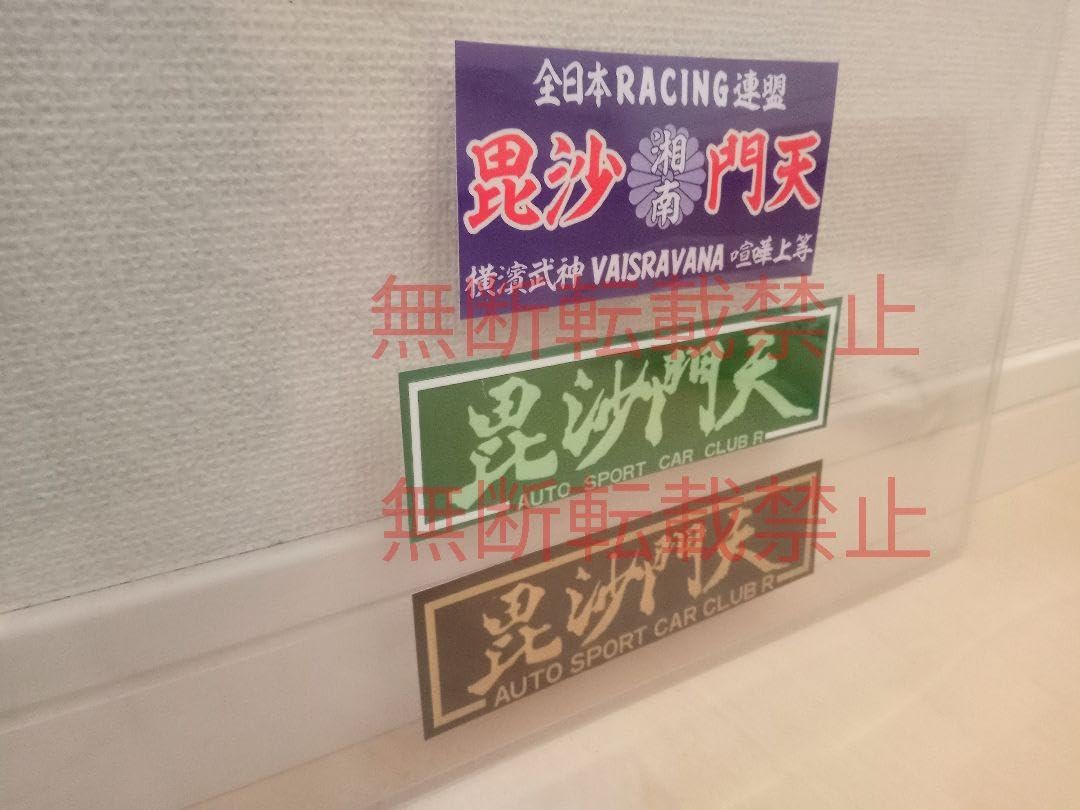 全日本RACING連盟
毘沙 湘南 門天
横濱武神 VAISRAVANA 喧嘩上等
無断転載禁止
毘沙門天
AUTO SPORT CAR CLUB R
無断転載禁止
毘沙門天
AUTO SPORT CAR CLUB R